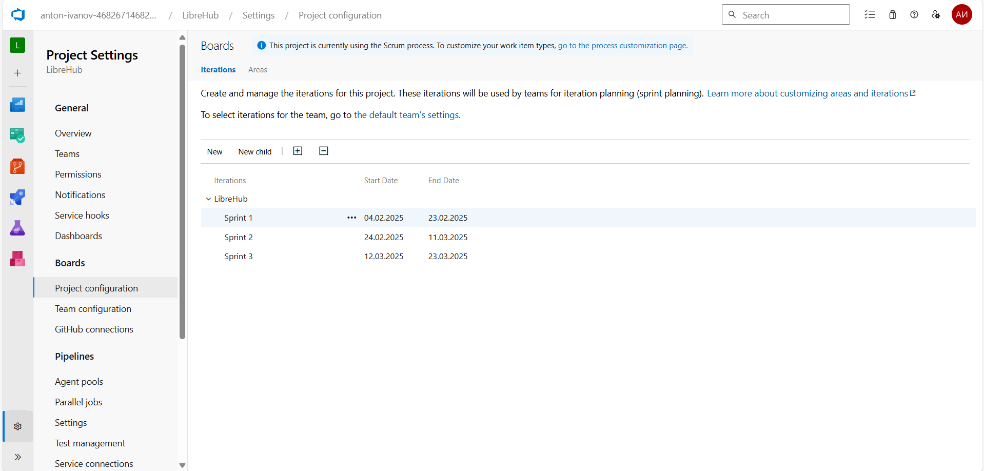 anton-ivanov-46826714682... / LibreHub / Settings / Project configuration
Search
АИ
L
Project Settings
LibreHub
General
Overview
Teams
Permissions
Notifications
Service hooks
Dashboards
Boards
Project configuration
Team configuration
GitHub connections
Pipelines
Agent pools
Parallel jobs
Settings
Test management
Service connections
Boards
This project is currently using the Scrum process. To customize your work item types, go to the process customization page.
Iterations Areas
Create and manage the iterations for this project. These iterations will be used by teams for iteration planning (sprint planning). Learn more about customizing areas and iterations
To select iterations for the team, go to the default team's settings.
New New child
Iterations Start Date End Date
LibreHub
Sprint 1 ••• 04.02.2025 23.02.2025
Sprint 2 24.02.2025 11.03.2025
Sprint 3 12.03.2025 23.03.2025